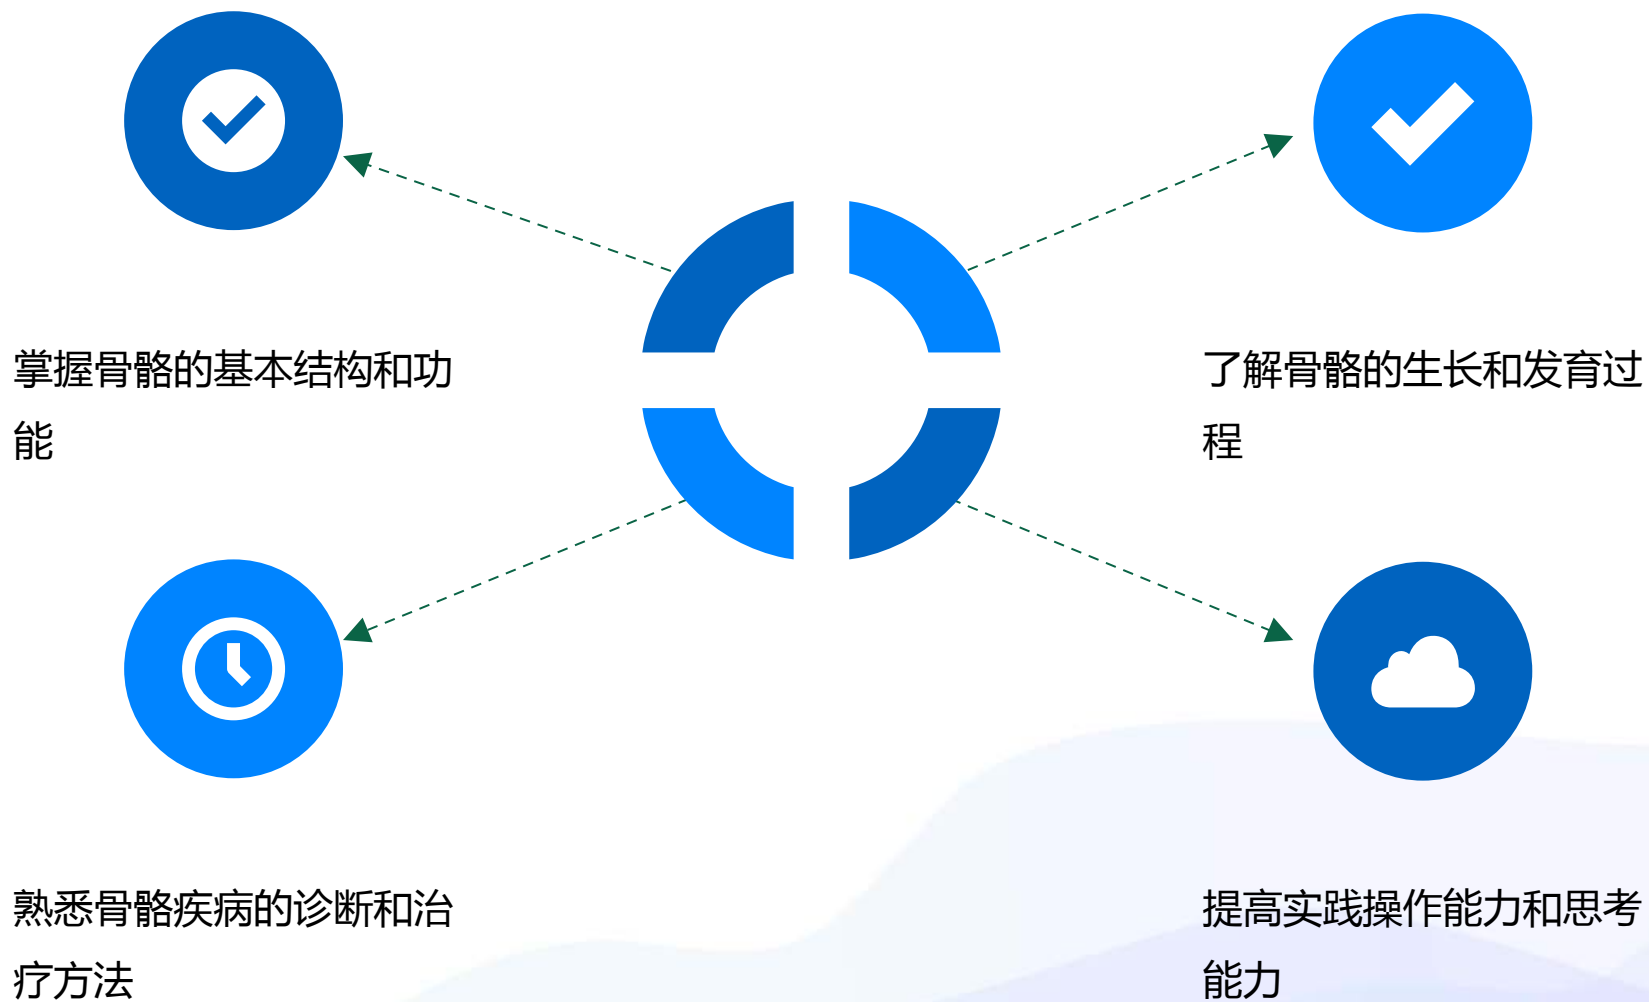 掌握骨骼的基本结构和功
能
了解骨骼的生长和发育过
程
熟悉骨骼疾病的诊断和治
疗方法
提高实践操作能力和思考
能力